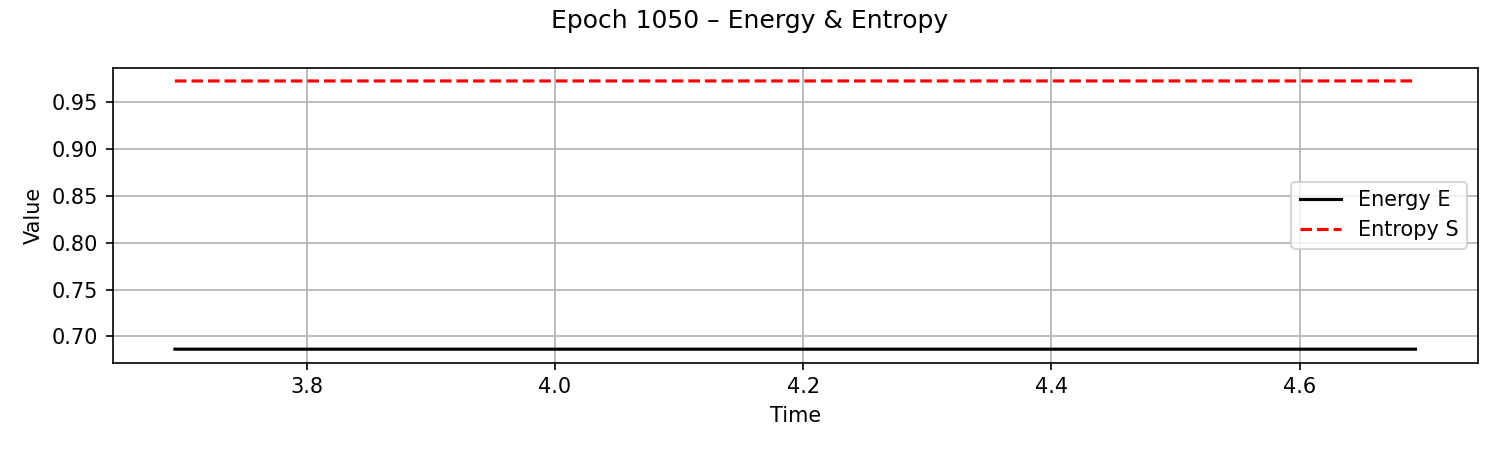 Epoch 1050 – Energy & Entropy
Value
0.95
0.90
0.85
0.80
0.75
0.70
Energy E
Entropy S
3.8 4.0 4.2 4.4 4.6
Time